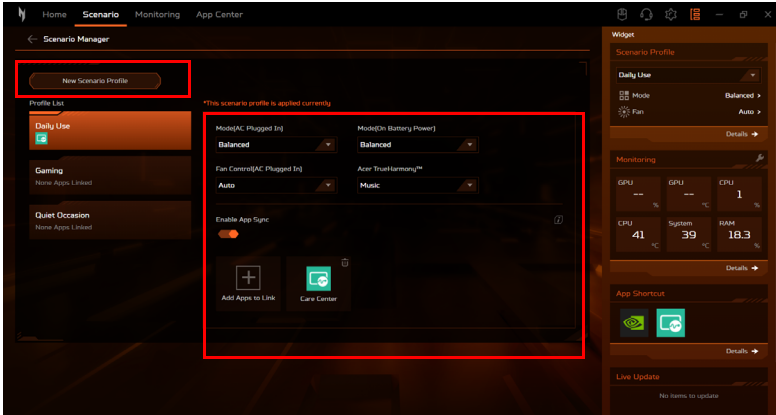 Home Scenario Monitoring App Center
Scenario Manager
New Scenario Profile
Profile List
Daily Use
Gaming
None Apps Linked
Quiet Occasion
None Apps Linked
*This scenario profile is applied currently
Mode(AC Plugged In) Mode(On Battery Power)
Balanced Balanced
Fan Control(AC Plugged In) Acer TrueHarmony™
Auto Music
Enable App Sync
Add Apps to Link Care Center
Widget
Scenario Profile
Daily Use
Mode Balanced >
Fan Auto >
Details →
Monitoring
GPU GPU CPU
-- -- 1
% °C %
CPU System RAM
41 39 18.3
°C °C %
Details →
App Shortcut
Details →
Live Update
No items to update